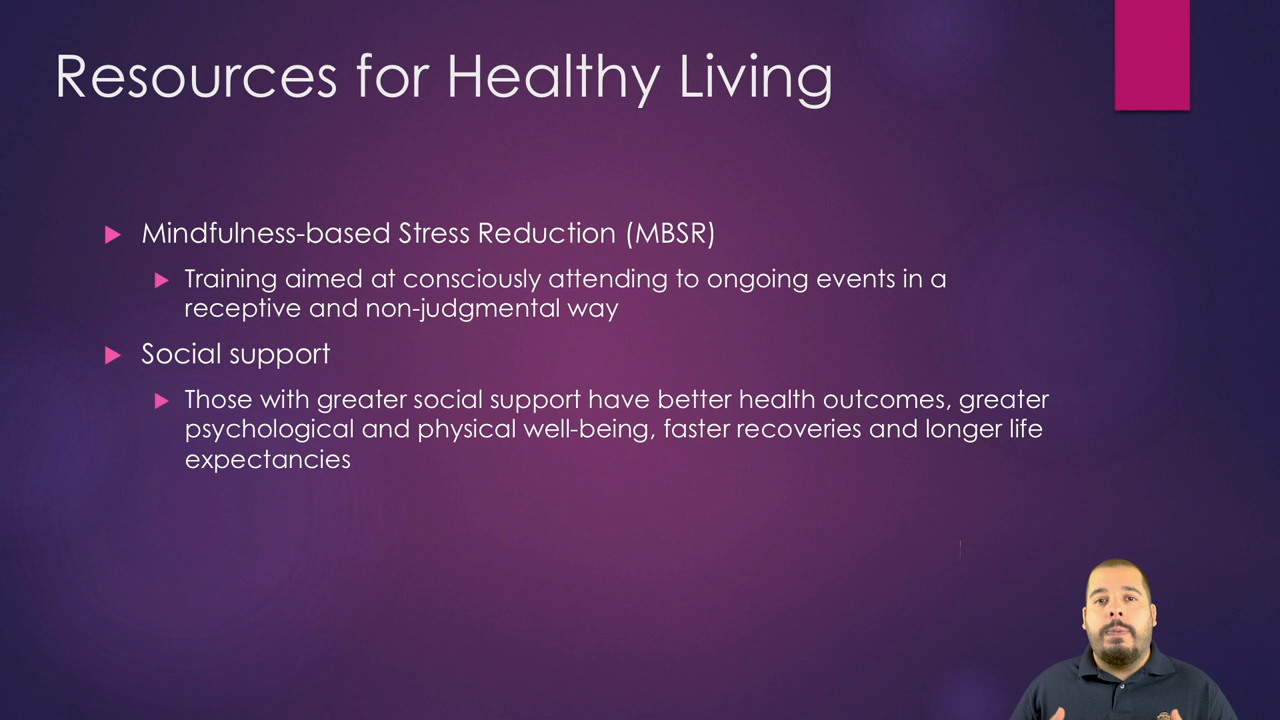 Resources for Healthy Living
Mindfulness-based Stress Reduction (MBSR)
Training aimed at consciously attending to ongoing events in a
receptive and non-judgmental way
Social support
Those with greater social support have better health outcomes, greater
psychological and physical well-being, faster recoveries and longer life
expectancies